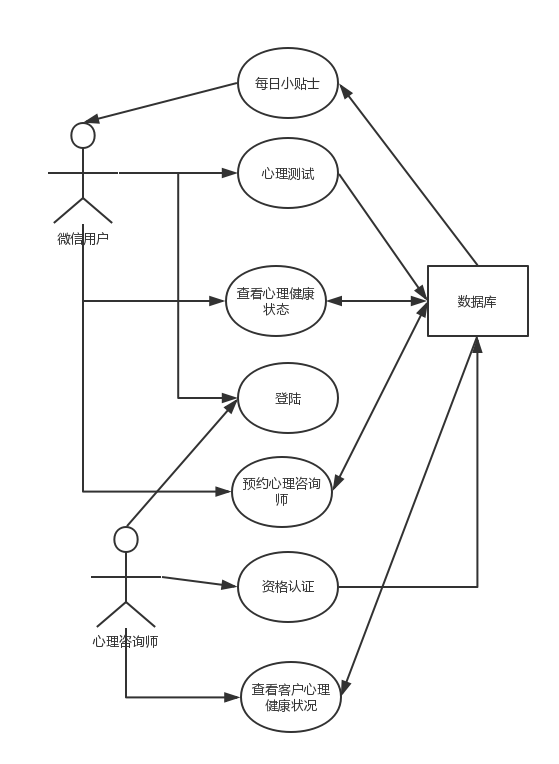 每日小贴士
心理测试
微信用户
查看心理健康
状态
数据库
登陆
预约心理咨询
师
资格认证
心理咨询师
查看客户心理
健康状况